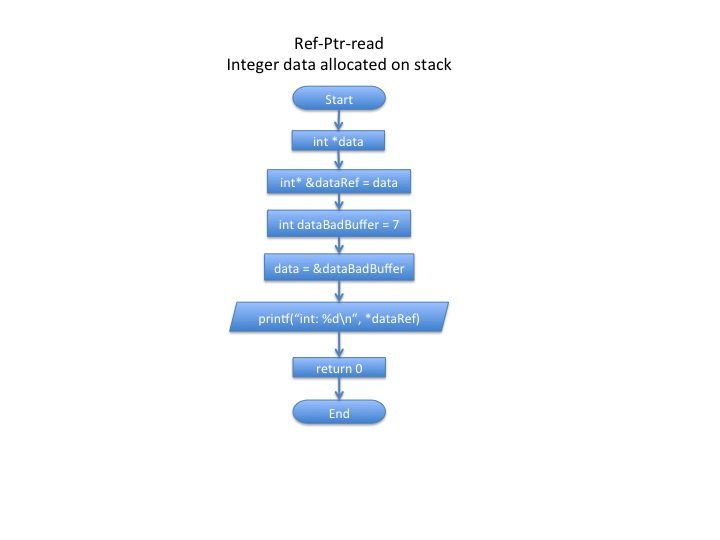 Ref-Ptr-read
Integer data allocated on stack
Start
int *data
int* &dataRef = data
int dataBadBuffer = 7
data = &dataBadBuffer
printf(“int: %d\n”, *dataRef)
return 0
End